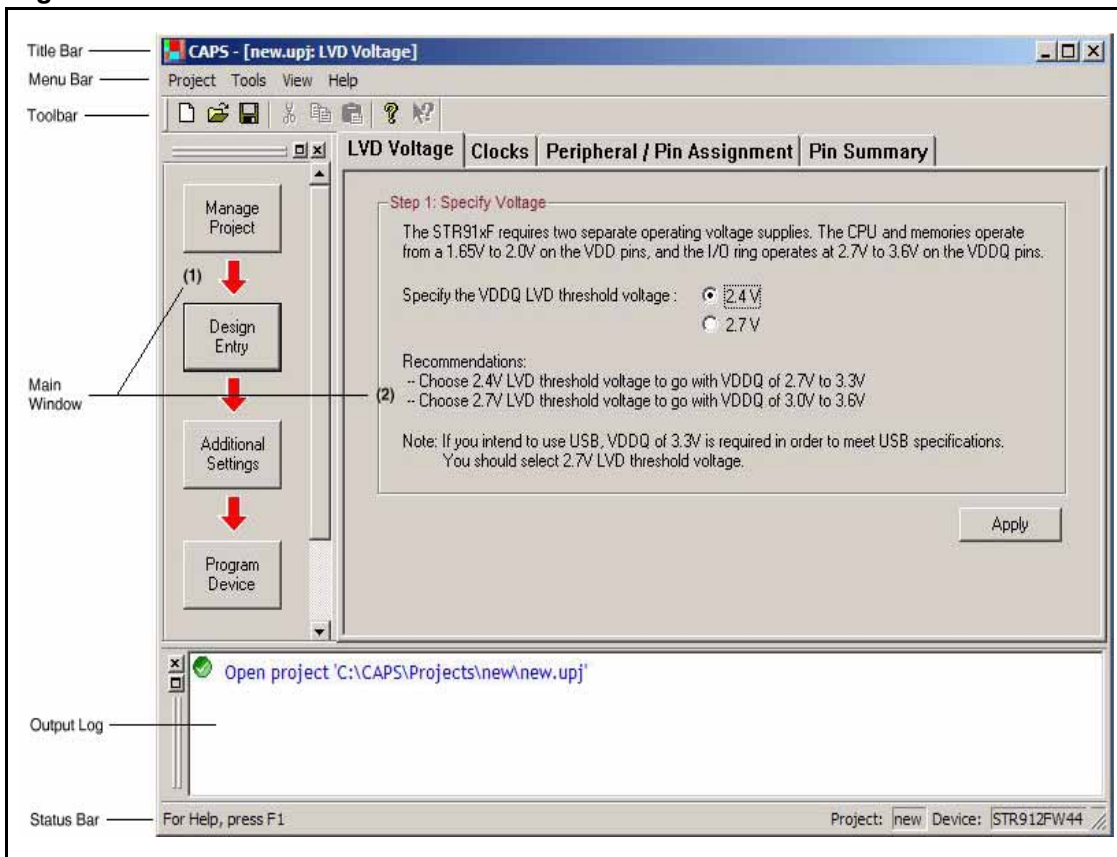 Title Bar
CAPS - [new.upj: LVD Voltage]
Menu Bar
Project Tools View Help
Toolbar
LVD Voltage Clocks Peripheral / Pin Assignment Pin Summary
Manage
Project
(1)
Design
Entry
Main
Window
Additional
Settings
Program
Device
Step 1: Specify Voltage
The STR91xF requires two separate operating voltage supplies. The CPU and memories operate
from a 1.65V to 2.0V on the VDD pins, and the I/O ring operates at 2.7V to 3.6V on the VDDQ pins.
Specify the VDDQ LVD threshold voltage : 2.4 V
2.7 V
Recommendations:
(2)
-- Choose 2.4V LVD threshold voltage to go with VDDQ of 2.7V to 3.3V
-- Choose 2.7V LVD threshold voltage to go with VDDQ of 3.0V to 3.6V
Note: If you intend to use USB, VDDQ of 3.3V is required in order to meet USB specifications.
You should select 2.7V LVD threshold voltage.
Apply
Open project 'C:\CAPS\Projects\new\new.upj'
Output Log
Status Bar
For Help, press F1
Project: new Device: STR912FW44